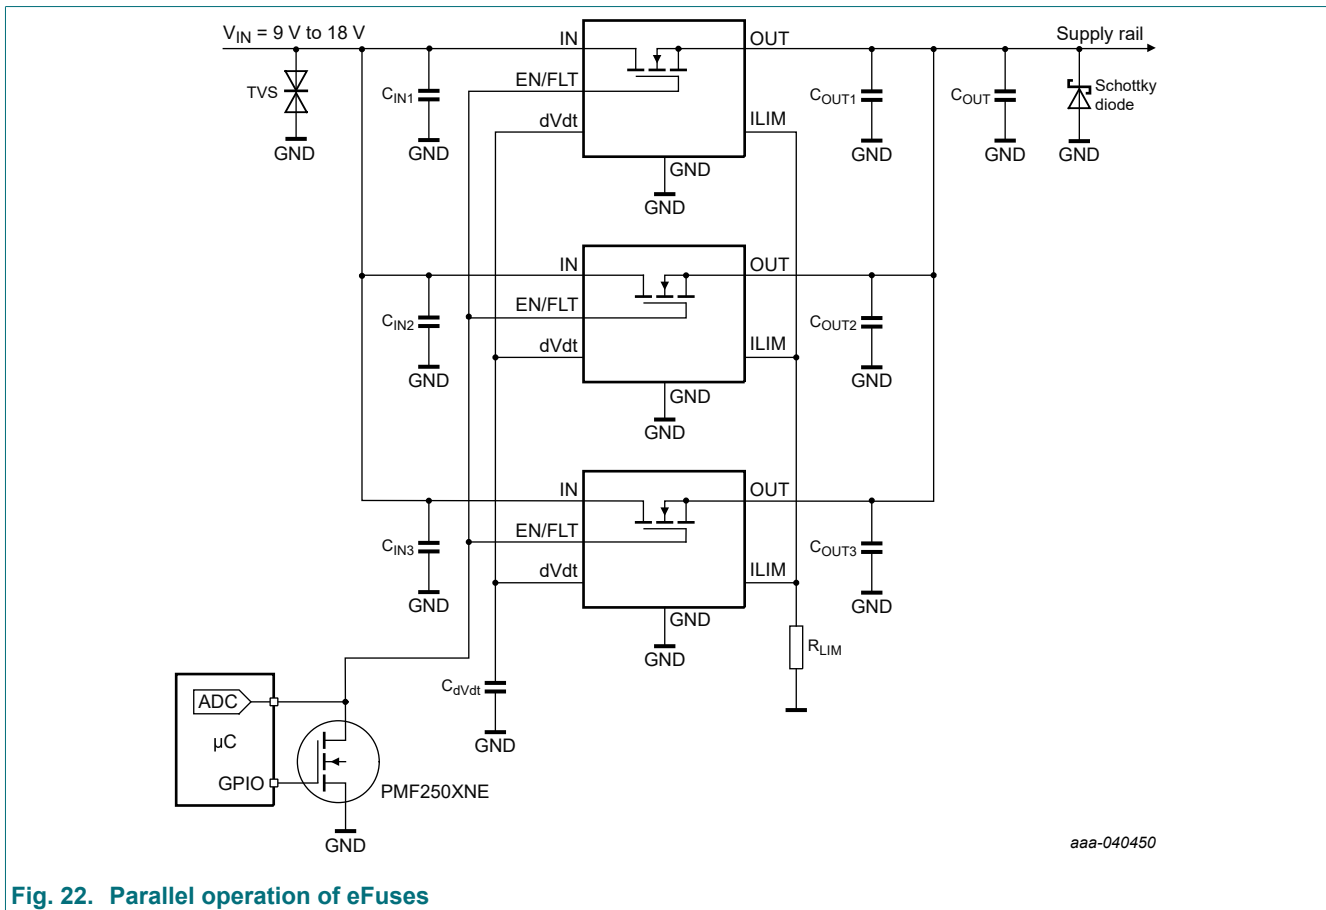 V_IN = 9 V to 18 V
IN
OUT
Supply rail
TVS
C_IN1
EN/FLT
dVdt
ILIM
C_OUT1
C_OUT
Schottky
diode
GND
GND
GND
GND
GND
GND
GND
IN
OUT
C_IN2
EN/FLT
dVdt
ILIM
C_OUT2
GND
GND
GND
GND
IN
OUT
C_IN3
EN/FLT
dVdt
ILIM
C_OUT3
GND
GND
GND
GND
R_LIM
C_dVdt
GND
ADC
µC
GPIO
PMF250XNE
GND
aaa-040450
Fig. 22. Parallel operation of eFuses